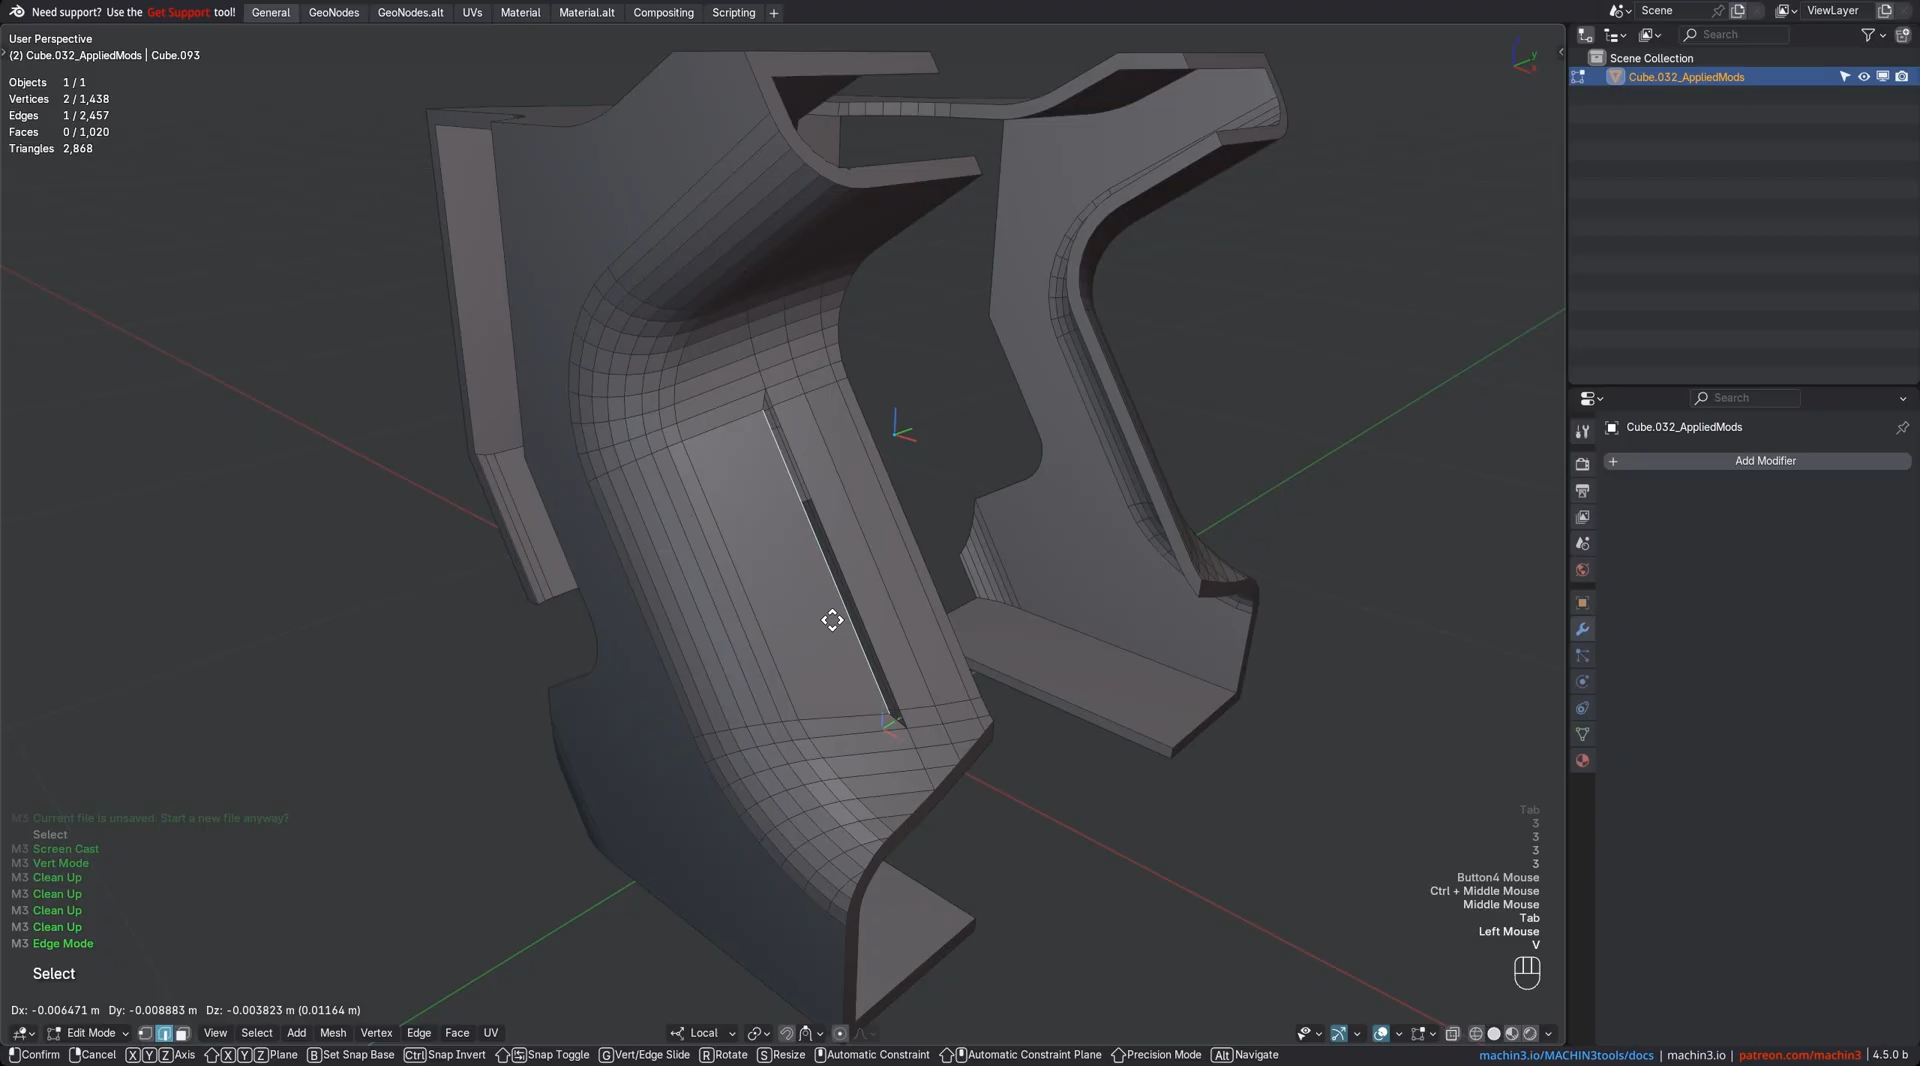 Need support? Use the Get Support tool! General GeoNodes GeoNodes.alt UVs Material Material.alt Compositing Scripting + Scene ViewLayer
User Perspective
(2) Cube.032_AppliedMods | Cube.093
Objects 1 / 1
Vertices 2 / 1,438
Edges 1 / 2,457
Faces 0 / 1,020
Triangles 2,868
Search
Scene Collection
Cube.032_AppliedMods
Search
Cube.032_AppliedMods
+ Add Modifier
M3 Current file is unsaved. Start a new file anyway?
Select
M3 Screen Cast
M3 Vert Mode
M3 Clean Up
M3 Clean Up
M3 Clean Up
M3 Clean Up
M3 Edge Mode
Select
Tab
3
3
3
3
Button4 Mouse
Ctrl + Middle Mouse
Middle Mouse
Tab
Left Mouse
V
Dx: -0.006471 m Dy: -0.008883 m Dz: -0.003823 m (0.01164 m)
Edit Mode View Select Add Mesh Vertex Edge Face UV Local
Confirm Cancel X Y Z Axis X Y Z Plane B Set Snap Base Ctrl Snap Invert Snap Toggle G Vert/Edge Slide R Rotate S Resize Automatic Constraint Automatic Constraint Plane Precision Mode Alt Navigate machin3.io/MACHIN3tools/docs | machin3.io | patreon.com/machin3 | 4.5.0 b